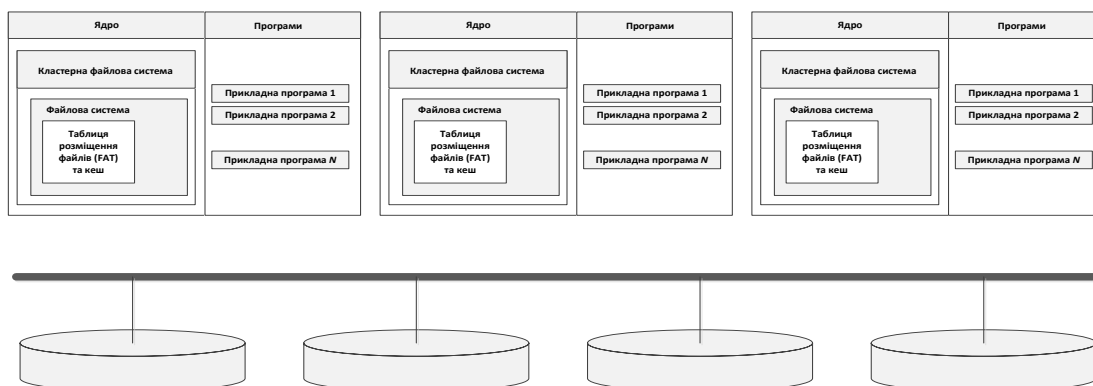 Ядро
Програми
Кластерна файлова система
Файлова система
Таблиця
розміщення
файлів (FAT)
та кеш
Прикладна програма 1
Прикладна програма 2
Прикладна програма N
Ядро
Програми
Кластерна файлова система
Файлова система
Таблиця
розміщення
файлів (FAT)
та кеш
Прикладна програма 1
Прикладна програма 2
Прикладна програма N
Ядро
Програми
Кластерна файлова система
Файлова система
Таблиця
розміщення
файлів (FAT)
та кеш
Прикладна програма 1
Прикладна програма 2
Прикладна програма N